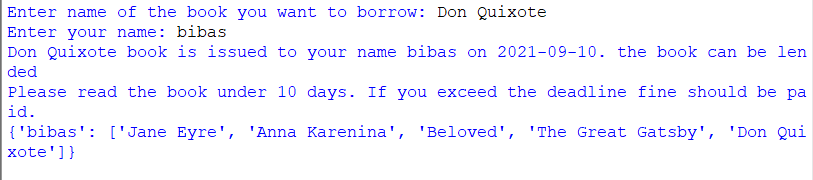 Enter name of the book you want to borrow: Don Quixote
Enter your name: bibas
Don Quixote book is issued to your name bibas on 2021-09-10. the book can be len
ded
Please read the book under 10 days. If you exceed the deadline fine should be pa
id.
{'bibas': ['Jane Eyre', 'Anna Karenina', 'Beloved', 'The Great Gatsby', 'Don Qui
xote']}